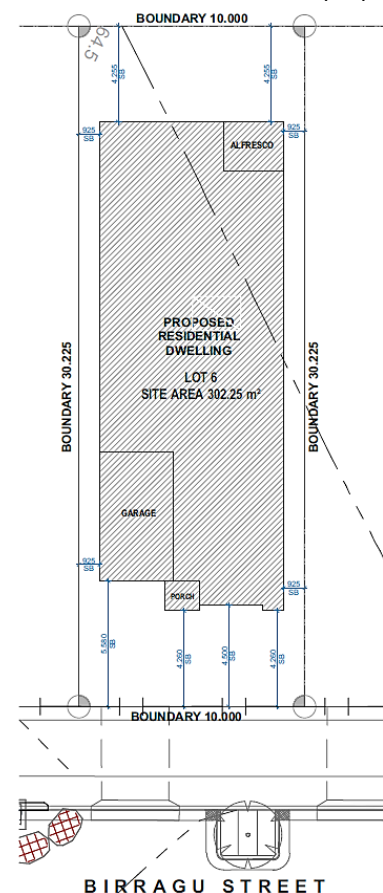 BOUNDARY 10.000
64.5
4.255
SB
4.255
SB
925
SB
925
SB
ALFRESCO
PROPOSED
RESIDENTIAL
DWELLING
LOT 6
SITE AREA 302.25 m²
BOUNDARY 30.225
BOUNDARY 30.225
GARAGE
925
SB
925
SB
PORCH
5.580
SB
4.260
SB
4.500
SB
4.260
SB
BOUNDARY 10.000
BIRRAGU STREET